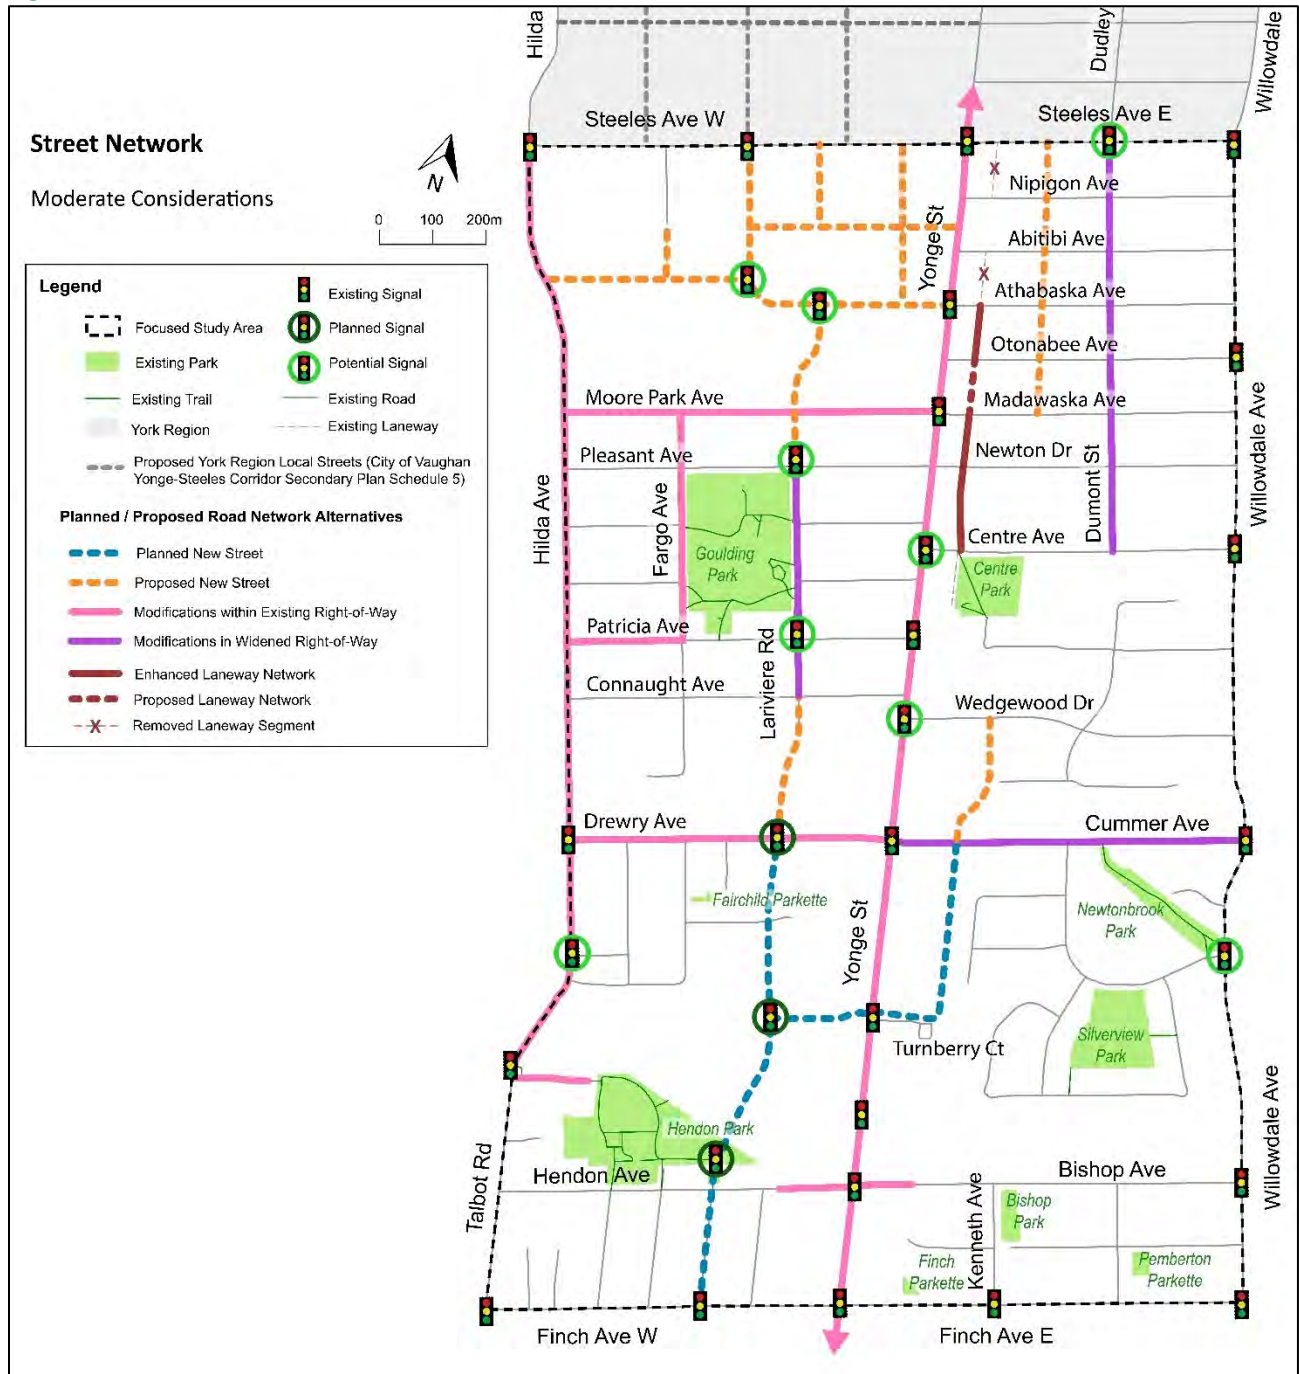 Hilda
Dudley
Willowdale
Steeles Ave W
Steeles Ave E
Street Network
Moderate Considerations
N
0 100 200m
Legend
Focused Study Area
Existing Park
Existing Trail
York Region
Existing Signal
Planned Signal
Potential Signal
Existing Road
Existing Laneway
Proposed York Region Local Streets (City of Vaughan
Yonge-Steeles Corridor Secondary Plan Schedule 5)
Planned / Proposed Road Network Alternatives
Planned New Street
Proposed New Street
Modifications within Existing Right-of-Way
Modifications in Widened Right-of-Way
Enhanced Laneway Network
Proposed Laneway Network
X Removed Laneway Segment
X
Nipigon Ave
Yonge St
Abitibi Ave
X
Athabaska Ave
Otonabee Ave
Moore Park Ave
Madawaska Ave
Pleasant Ave
Newton Dr
Hilda Ave
Fargo Ave
Goulding
Park
Dumont St
Willowdale Ave
Centre Ave
Centre
Park
Patricia Ave
Lariviere Rd
Connaught Ave
Wedgewood Dr
Drewry Ave
Cummer Ave
Fairchild Parkette
Newtonbrook
Park
Yonge St
Turnberry Ct
Silverview
Park
Hendon Park
Talbot Rd
Hendon Ave
Bishop Ave
Willowdale Ave
Kenneth Ave
Bishop
Park
Finch
Parkette
Pemberton
Parkette
Finch Ave W
Finch Ave E